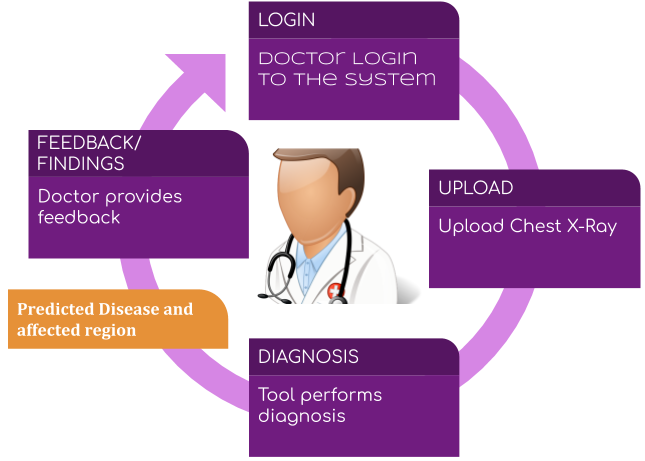 LOGIN
Doctor login
to the system
UPLOAD
Upload Chest X-Ray
DIAGNOSIS
Tool performs
diagnosis
Predicted Disease and
affected region
FEEDBACK/
FINDINGS
Doctor provides
feedback